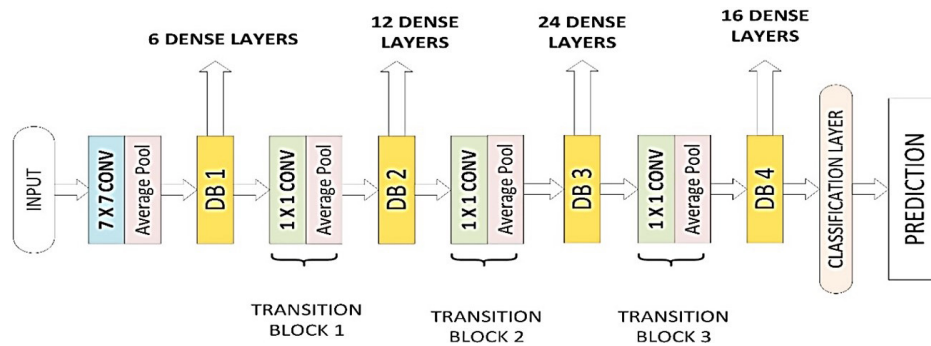 6 DENSE LAYERS
12 DENSE
LAYERS
24 DENSE
LAYERS
16 DENSE
LAYERS
INPUT
7 X 7 CONV
Average Pool
DB 1
1 X 1 CONV
Average Pool
DB 2
1 X 1 CONV
Average Pool
DB 3
1 X 1 CONV
Average Pool
DB 4
CLASSIFICATION LAYER
PREDICTION
TRANSITION
BLOCK 1
TRANSITION
BLOCK 2
TRANSITION
BLOCK 3